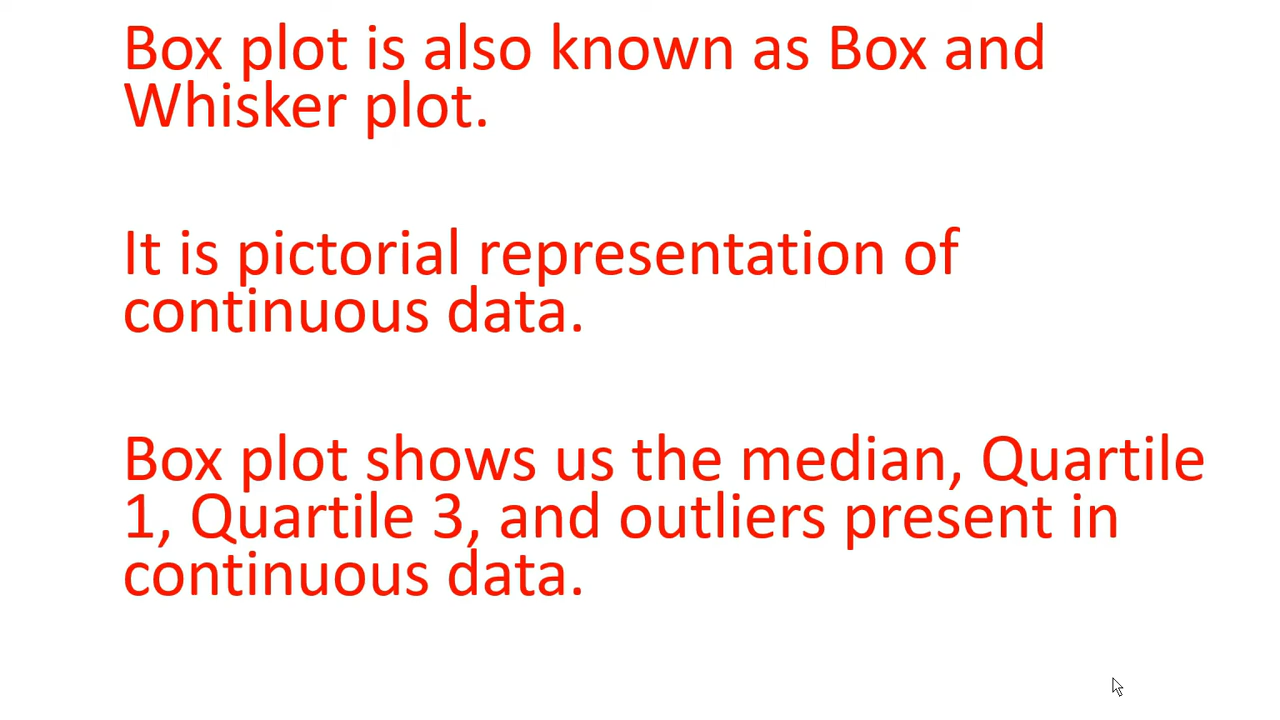 Box plot is also known as Box and
Whisker plot.
It is pictorial representation of
continuous data.
Box plot shows us the median, Quartile
1, Quartile 3, and outliers present in
continuous data.